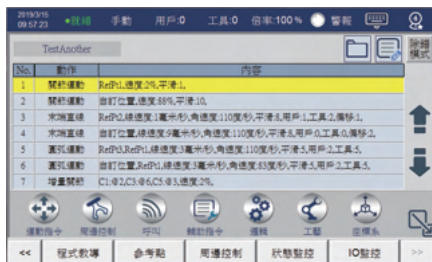 2019/3/15
09:57:23
就緒 手動 用戶:0 工具:0 倍率:100% 警報
TestAnother
除錯模式
No. 動作 內容
1 關節運動 RefPt1,速度:2%,平滑:1,
2 關節運動 自訂位置,速度:88%,平滑:10,
3 末端直線 RefPt2,線速度:1毫米/秒,角速度:110度/秒,平滑:8,用戶:1,工具:2,偏移:1,
4 末端直線 自訂位置,線速度:9毫米/秒,角速度:110度/秒,平滑:8,用戶:0,工具:0,偏移:2,
5 圓弧運動 RefPt3,RefPt1,線速度:3毫米/秒,角速度:110度/秒,平滑:5,用戶:2,工具:5,
6 圓弧運動 自訂位置,RefPt1,線速度:3毫米/秒,角速度:83度/秒,平滑:5,用戶:2,工具:5,
7 增量關節 C1:@2,C3:@6,C5:@3,速度:2%,
運動指令 周邊控制 呼叫 輔助指令 邏輯 工藝 座標系
<< 程式教導 參考點 周邊控制 狀態監控 IO監控 >>